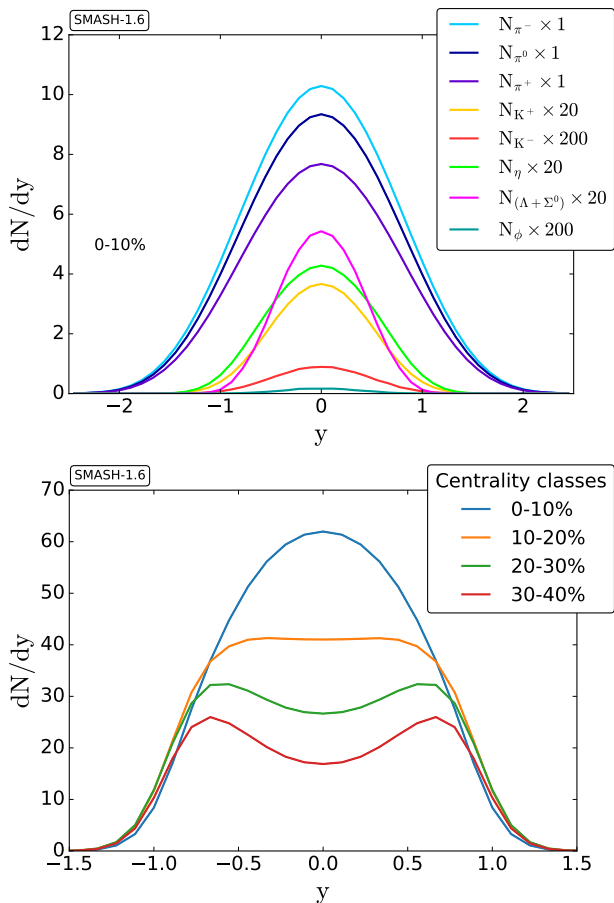 SMASH-1.6
N_{π^-} × 1
N_{π^0} × 1
N_{π^+} × 1
N_{K^+} × 20
N_{K^-} × 200
N_η × 20
N_{(Λ+Σ^0)} × 20
N_ϕ × 200
0-10%
dN/dy
12
10
8
6
4
2
0
−2 −1 0 1 2
y
SMASH-1.6
Centrality classes
0-10%
10-20%
20-30%
30-40%
dN/dy
70
60
50
40
30
20
10
0
−1.5 −1.0 −0.5 0.0 0.5 1.0 1.5
y